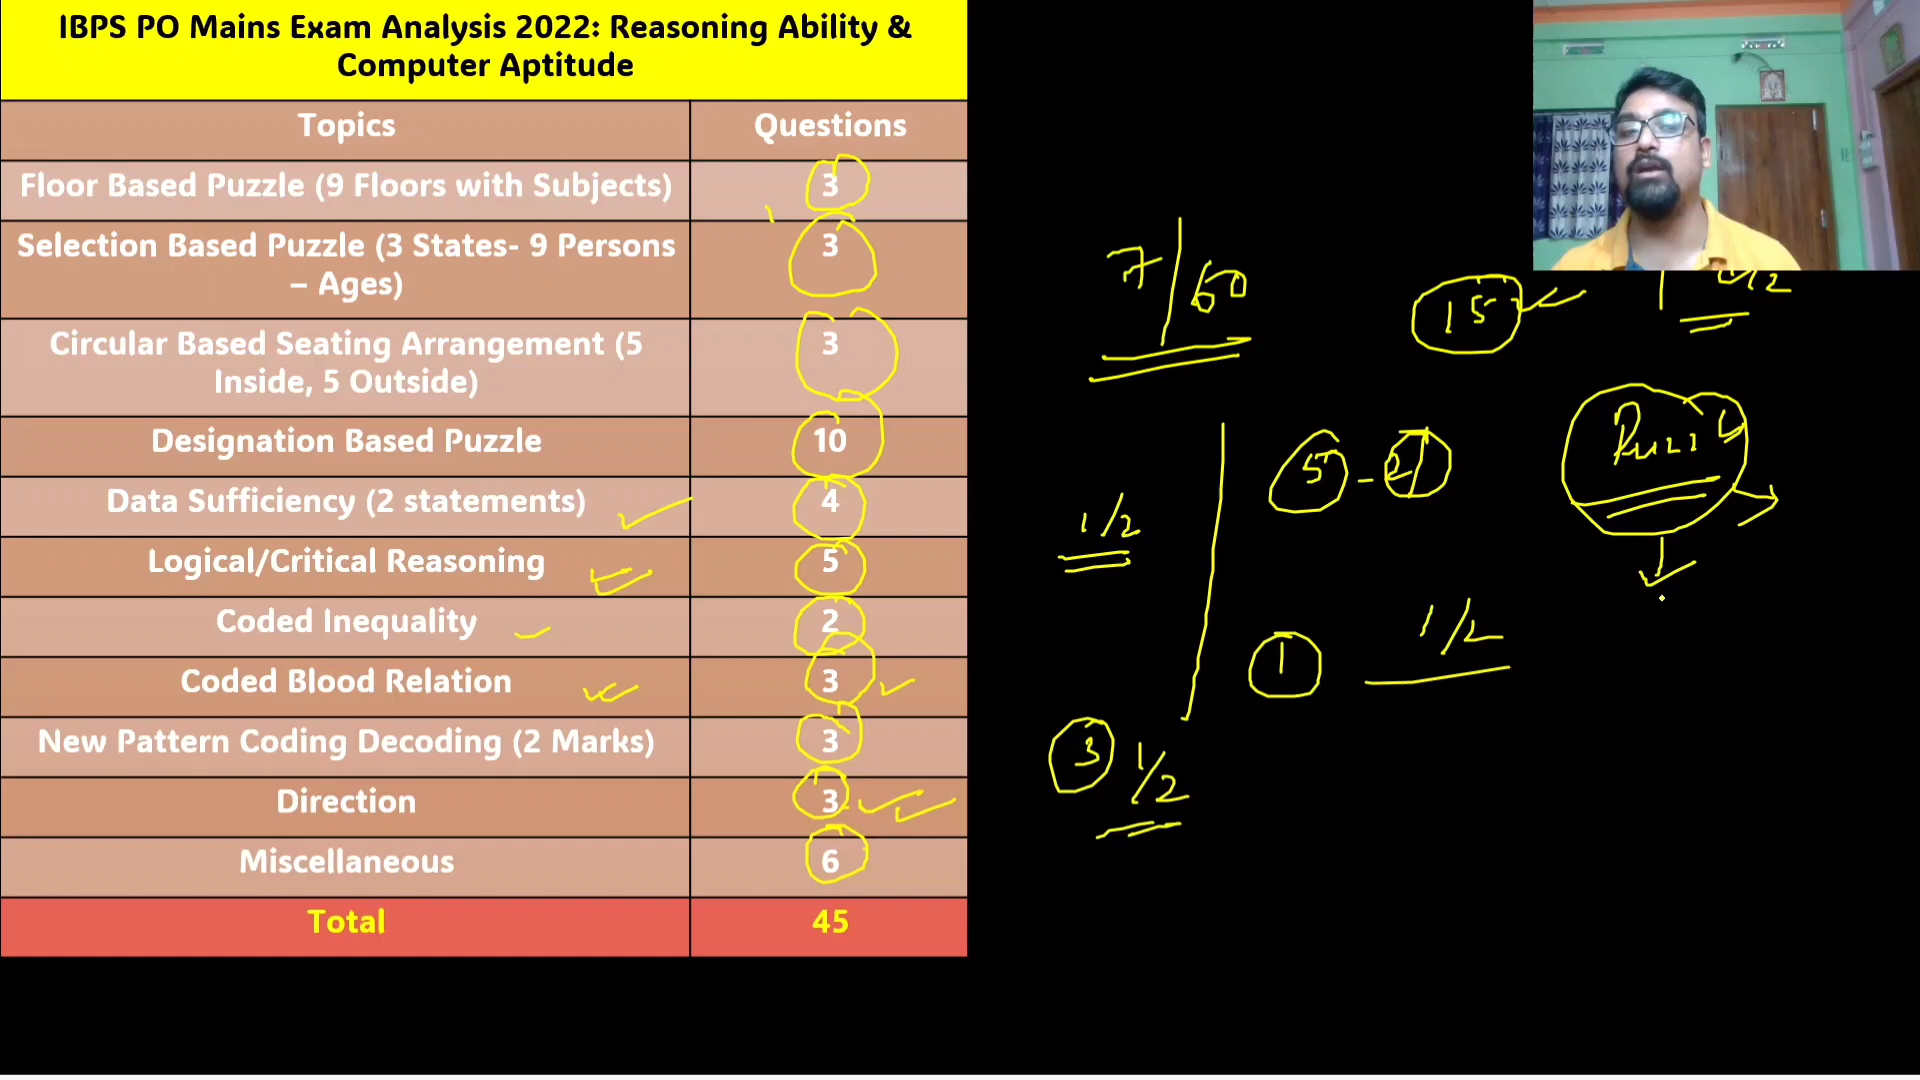 IBPS PO Mains Exam Analysis 2022: Reasoning Ability &
Computer Aptitude
Topics Questions
Floor Based Puzzle (9 Floors with Subjects) 3
Selection Based Puzzle (3 States- 9 Persons
– Ages) 3
Circular Based Seating Arrangement (5
Inside, 5 Outside) 3
Designation Based Puzzle 10
Data Sufficiency (2 statements) 4
Logical/Critical Reasoning 5
Coded Inequality 2
Coded Blood Relation 3
New Pattern Coding Decoding (2 Marks) 3
Direction 3
Miscellaneous 6
Total 45
7/60
15
5 - 2
1/2
1 1/2
3 1/2